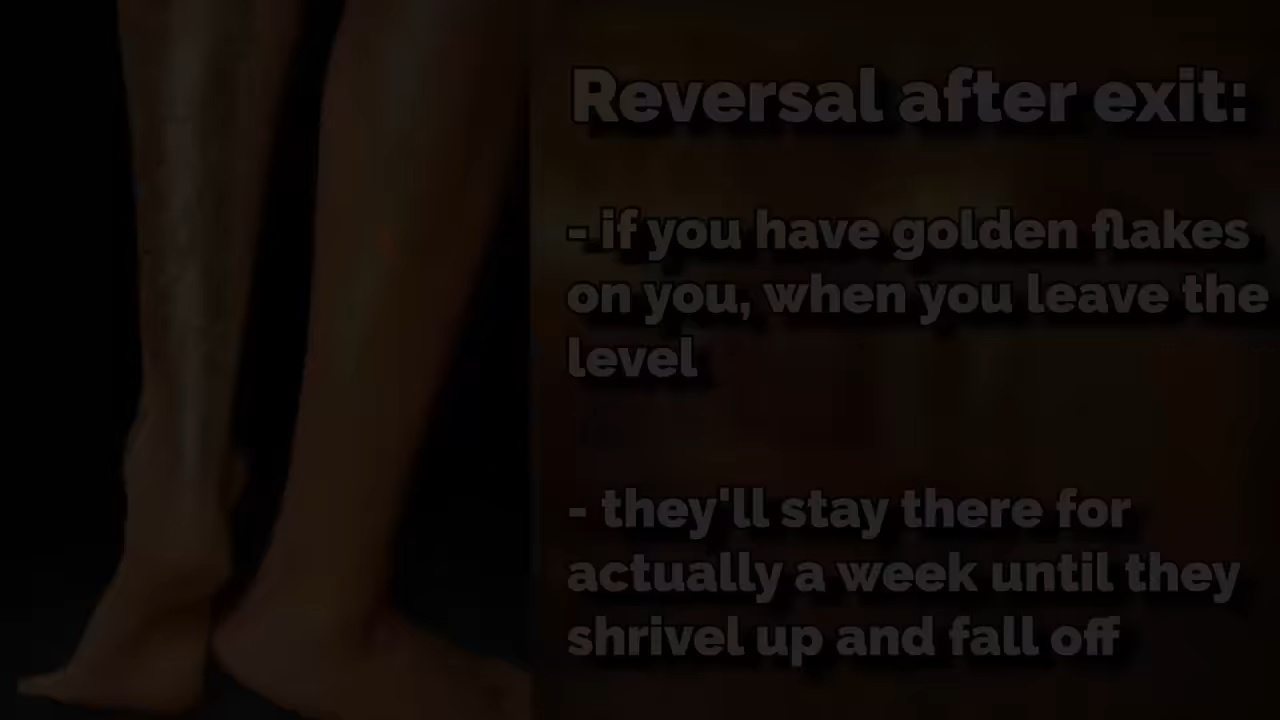 Reversal after exit:
- if you have golden flakes
on you, when you leave the
level
- they'll stay there for
actually a week until they
shrivel up and fall off